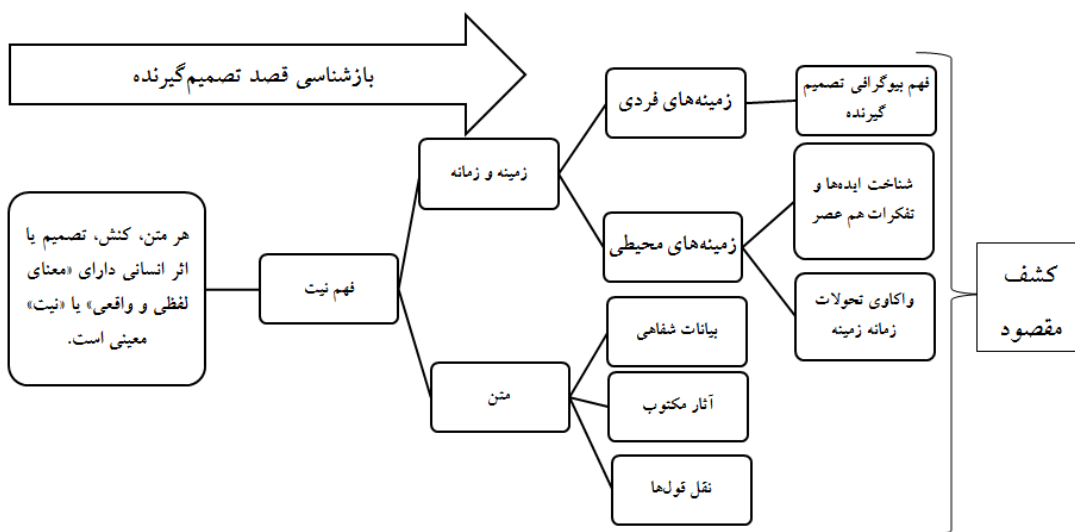 بازشناسی قصد تصمیم‌گیرنده
هر متن، کنش، تصمیم یا
اثر انسانی دارای «معنای
لفظی و واقعی» یا «نیت»
معینی است.
فهم نیت
زمینه و زمانه
متن
زمینه‌های فردی
زمینه‌های محیطی
بیانات شفاهی
آثار مکتوب
نقل قول‌ها
فهم بیوگرافی تصمیم
گیرنده
شناخت ایده‌ها و
تفکرات هم عصر
واکاوی تحولات
زمانه زمینه
کشف
مقصود